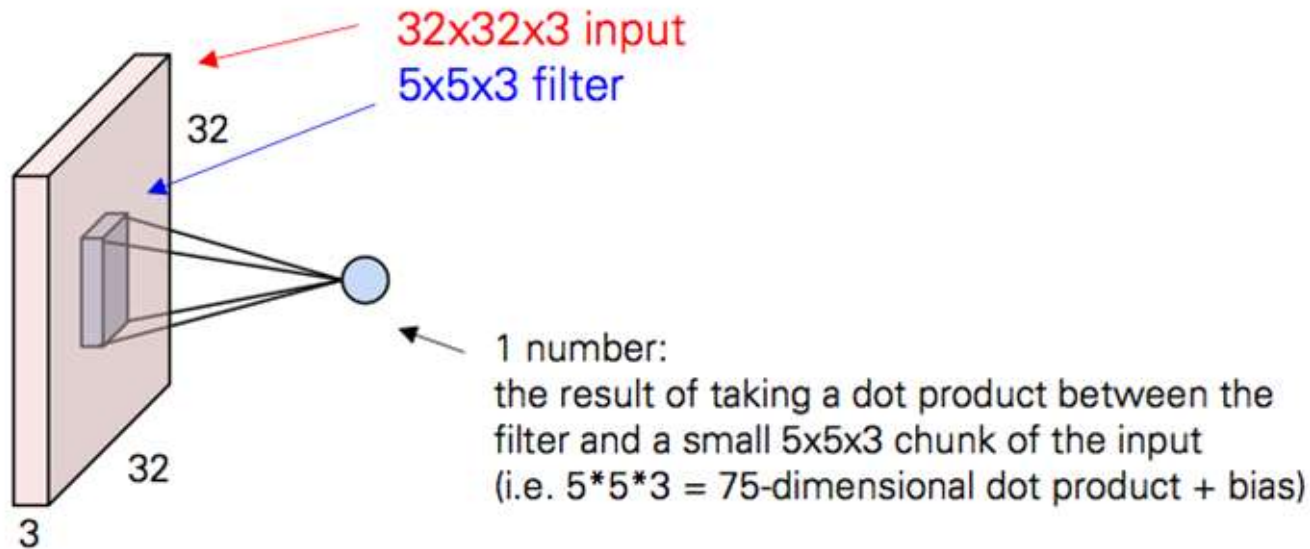 32x32x3 input
5x5x3 filter
32
32
3
1 number:
the result of taking a dot product between the
filter and a small 5x5x3 chunk of the input
(i.e. 5*5*3 = 75-dimensional dot product + bias)